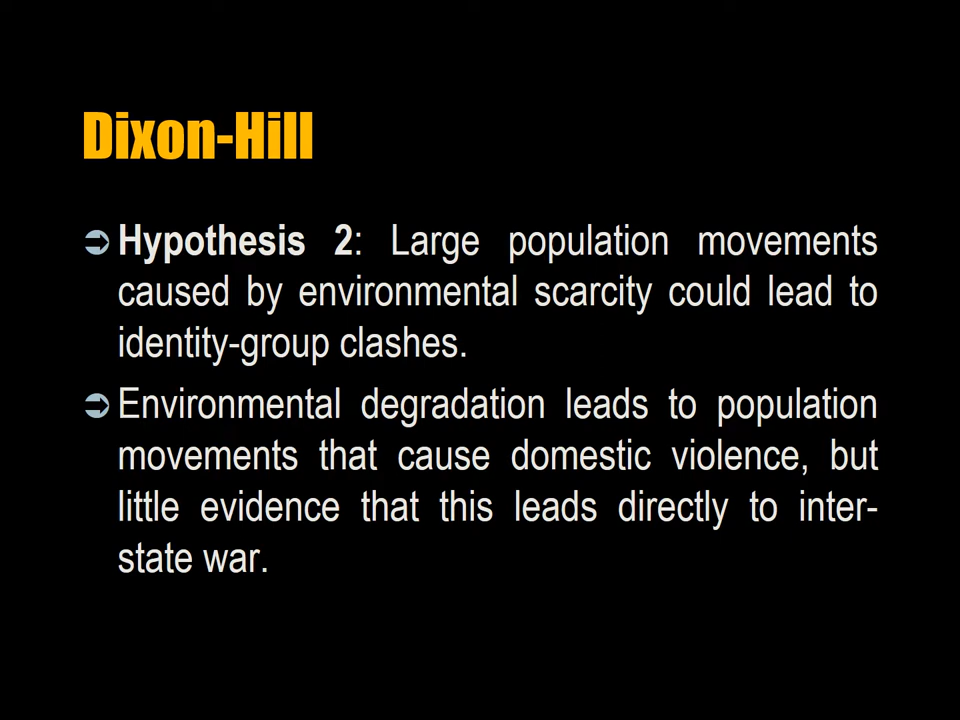 Dixon-Hill
Hypothesis 2: Large population movements
caused by environmental scarcity could lead to
identity-group clashes.
Environmental degradation leads to population
movements that cause domestic violence, but
little evidence that this leads directly to inter-
state war.